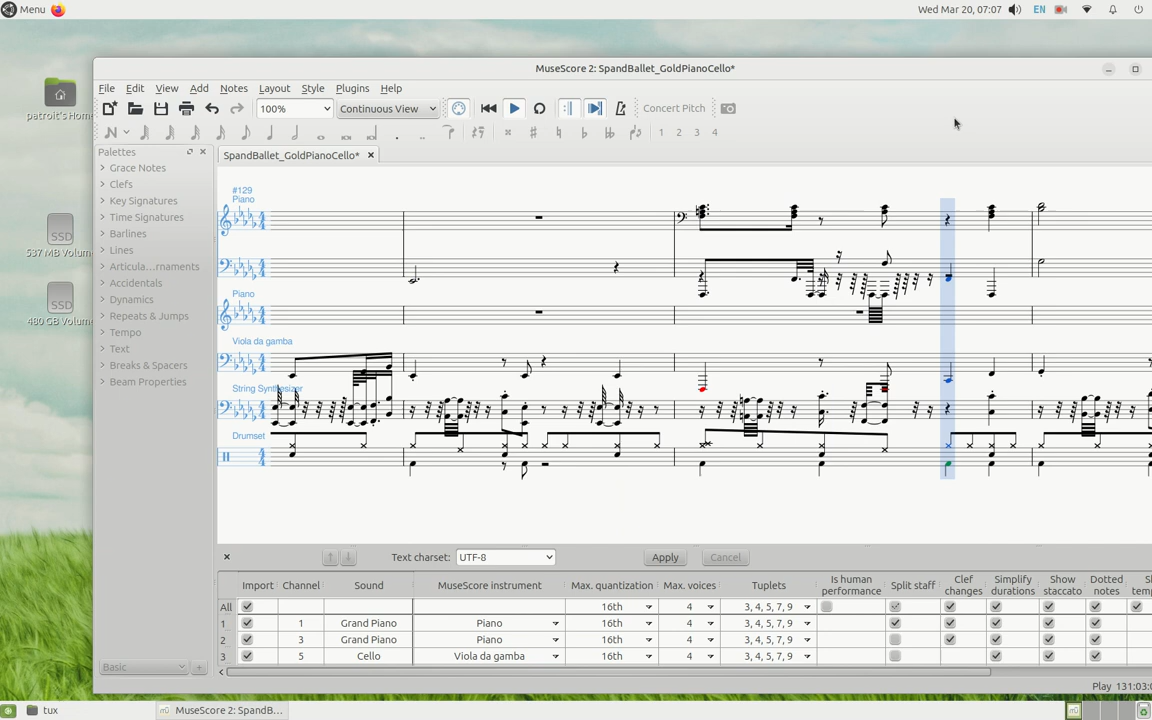 Menu
Wed Mar 20, 07:07
EN
patroit's Hom
537 MB Volum
480 GB Volum
MuseScore 2: SpandBallet_GoldPianoCello*
File Edit View Add Notes Layout Style Plugins Help
100% Continuous View Concert Pitch
N 1 2 3 4
Palettes
Grace Notes
Clefs
Key Signatures
Time Signatures
Barlines
Lines
Articula...rnaments
Accidentals
Dynamics
Repeats & Jumps
Tempo
Text
Breaks & Spacers
Beam Properties
Basic
SpandBallet_GoldPianoCello*
#129
Piano
Piano
Viola da gamba
String Synthesizer
Drumset
Text charset: UTF-8 Apply Cancel
Import Channel Sound MuseScore instrument Max. quantization Max. voices Tuplets Is human performance Split staff Clef changes Simplify durations Show staccato Dotted notes
All 16th 4 3, 4, 5, 7, 9
1 1 Grand Piano Piano 16th 4 3, 4, 5, 7, 9
2 3 Grand Piano Piano 16th 4 3, 4, 5, 7, 9
3 5 Cello Viola da gamba 16th 4 3, 4, 5, 7, 9
Play 131:03:0
tux
MuseScore 2: SpandB...